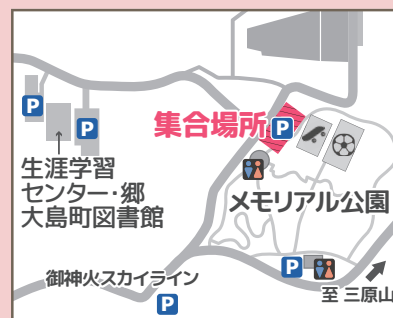 P
集合場所 P
P
生涯学習
センター・郷
大島町図書館
メモリアル公園
御神火スカイライン
P
P
至 三原山